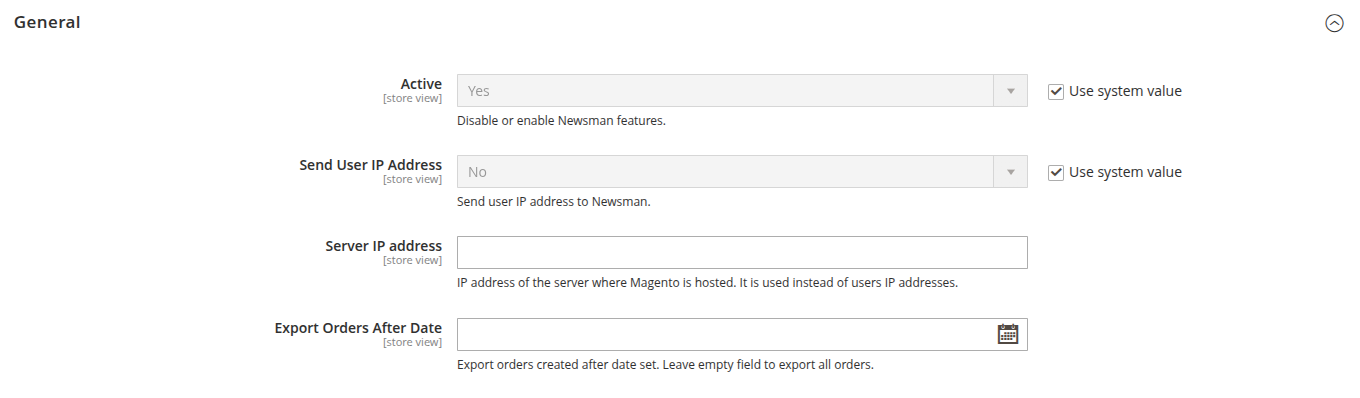 General
Active
[store view]
Yes
Use system value
Disable or enable Newsman features.
Send User IP Address
[store view]
No
Use system value
Send user IP address to Newsman.
Server IP address
[store view]
IP address of the server where Magento is hosted. It is used instead of users IP addresses.
Export Orders After Date
[store view]
Export orders created after date set. Leave empty field to export all orders.